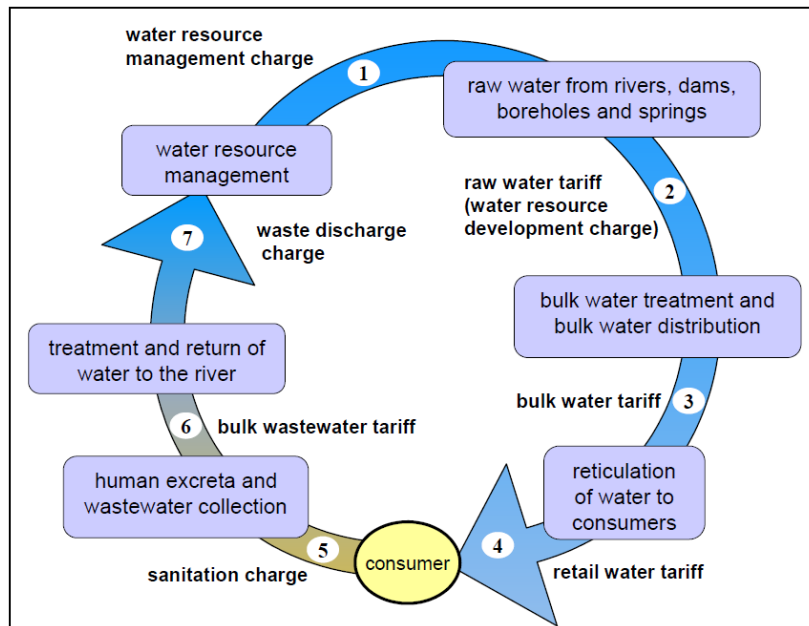 water resource
management charge
1
raw water from rivers, dams,
boreholes and springs
water resource
management
raw water tariff
(water resource
development charge)
2
7
waste discharge
charge
bulk water treatment and
bulk water distribution
treatment and return of
water to the river
bulk water tariff
3
6
bulk wastewater tariff
human excreta and
wastewater collection
reticulation
of water to
consumers
4
5
consumer
sanitation charge
retail water tariff